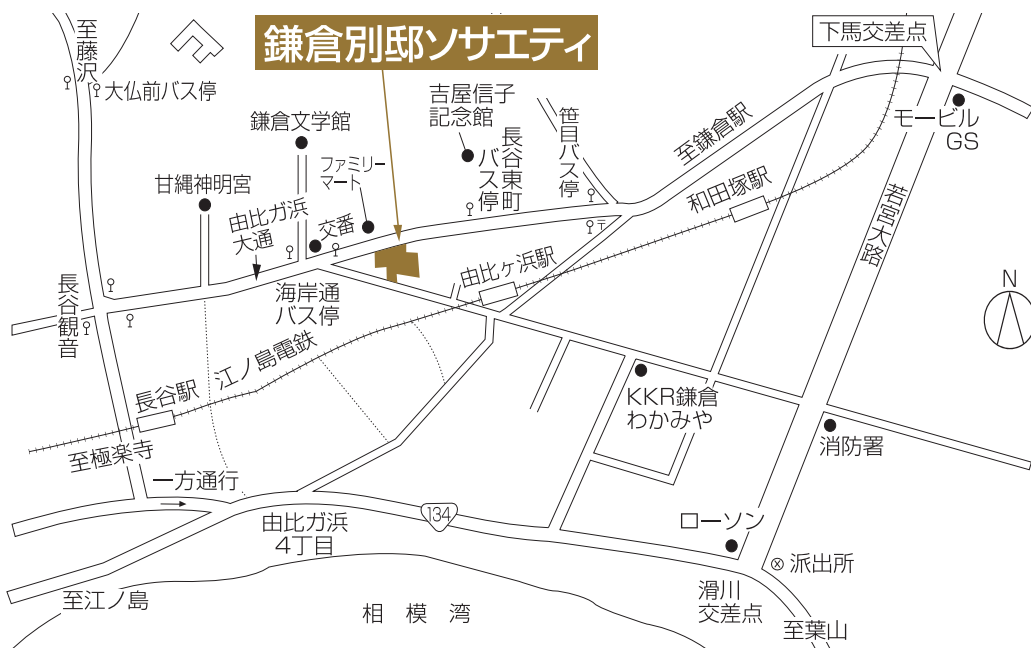 鎌倉別邸ソサエティ
下馬交差点
至藤沢
大仏前バス停
吉屋信子
記念館
鎌倉文学館
長谷東町
バス停
笹目バス停
至鎌倉駅
モービル
GS
ファミリー
マート
甘縄神明宮
和田塚駅
由比ガ浜
大通
交番
〒
若宮大路
由比ヶ浜駅
長谷観音
海岸通
バス停
N
江ノ島電鉄
長谷駅
KKR鎌倉
わかみや
消防署
至極楽寺
一方通行
134
由比ガ浜
4丁目
ローソン
派出所
至江ノ島
相模湾
滑川
交差点
至葉山